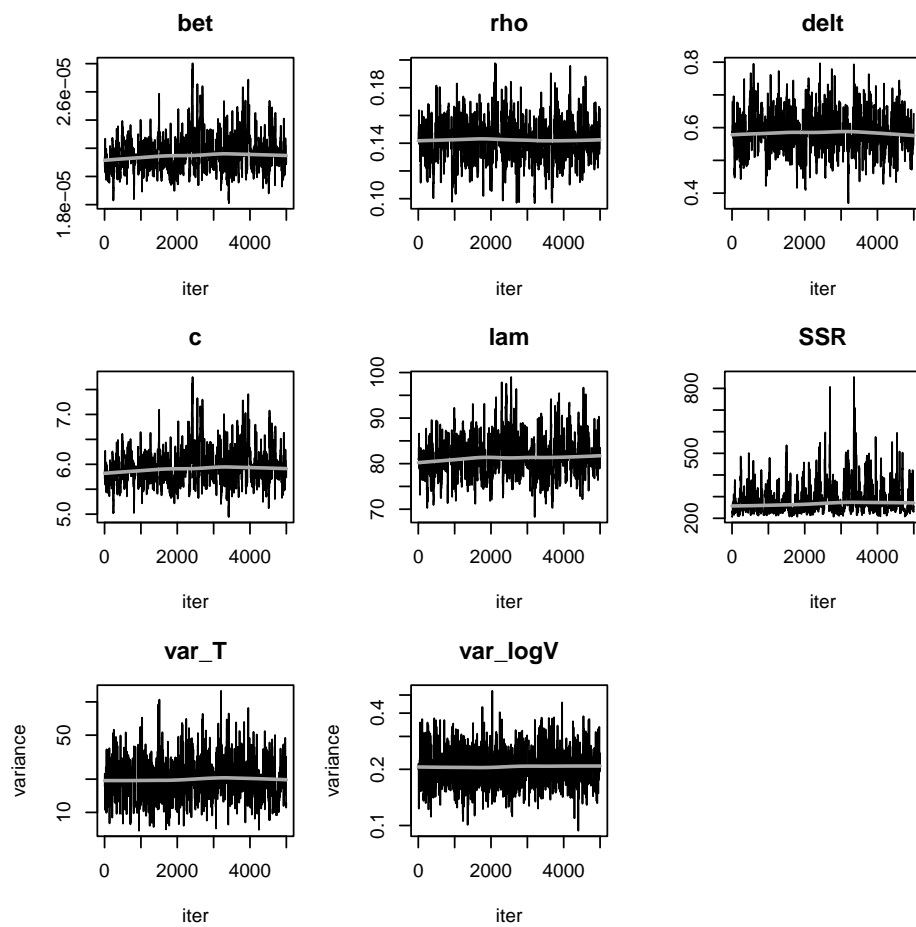 bet
rho
delt
1.8e−05
2.6e−05
0.10
0.14
0.18
0.4
0.6
0.8
0
2000
4000
0
2000
4000
0
2000
4000
iter
iter
iter
c
lam
SSR
5.0
6.0
7.0
70
80
90
100
200
500
800
0
2000
4000
0
2000
4000
0
2000
4000
iter
iter
iter
var_T
var_logV
variance
10
50
variance
0.1
0.2
0.4
0
2000
4000
0
2000
4000
iter
iter